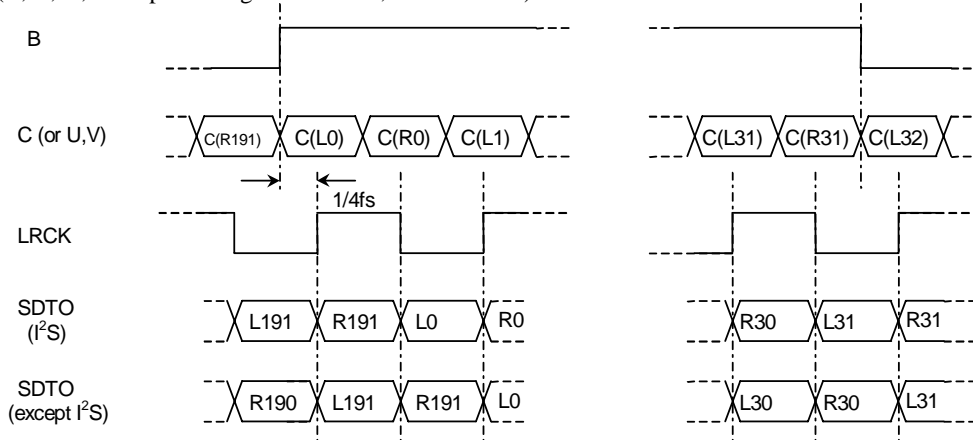 B
C (or U,V) C(R191) C(L0) C(R0) C(L1) C(L31) C(R31) C(L32)
1/4fs
LRCK
SDTO
(I²S) L191 R191 L0 R0 R30 L31 R31
SDTO
(except I²S) R190 L191 R191 L0 L30 R30 L31